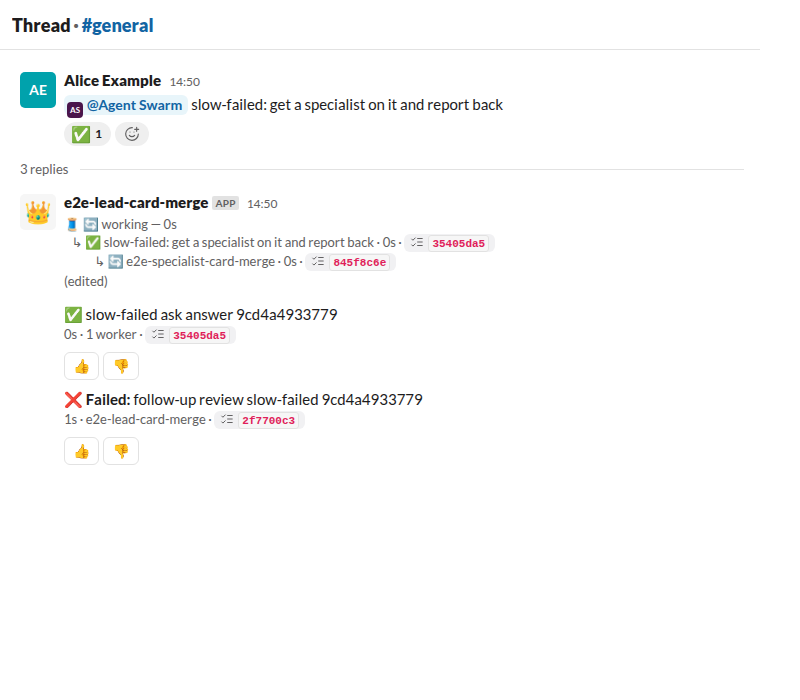 Thread • #general
AE
Alice Example 14:50
AS @Agent Swarm slow-failed: get a specialist on it and report back
✅ 1
3 replies
e2e-lead-card-merge APP 14:50
🧵 🔄 working — 0s
↳ ✅ slow-failed: get a specialist on it and report back · 0s · 35405da5
↳ 🔄 e2e-specialist-card-merge · 0s · 845f8c6e
(edited)
✅ slow-failed ask answer 9cd4a4933779
0s · 1 worker · 35405da5
👍 👎
❌ Failed: follow-up review slow-failed 9cd4a4933779
1s · e2e-lead-card-merge · 2f7700c3
👍 👎